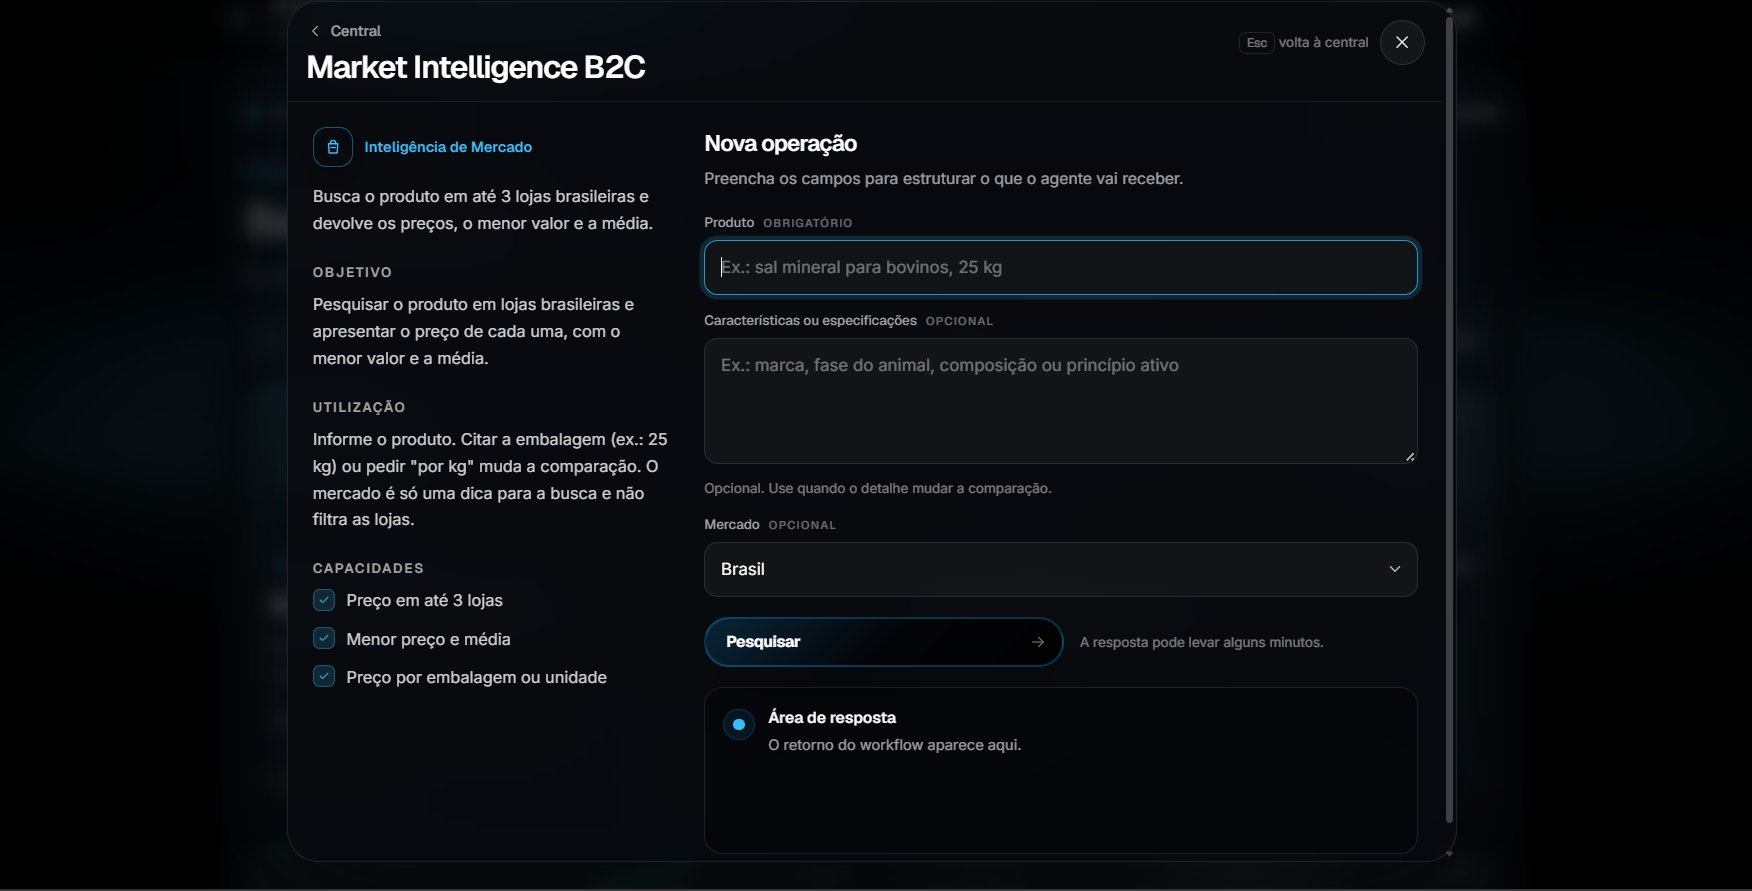 Central
Market Intelligence B2C
Esc volta à central
Inteligência de Mercado
Busca o produto em até 3 lojas brasileiras e
devolve os preços, o menor valor e a média.
OBJETIVO
Pesquisar o produto em lojas brasileiras e
apresentar o preço de cada uma, com o
menor valor e a média.
UTILIZAÇÃO
Informe o produto. Citar a embalagem (ex.: 25
kg) ou pedir "por kg" muda a comparação. O
mercado é só uma dica para a busca e não
filtra as lojas.
CAPACIDADES
Preço em até 3 lojas
Menor preço e média
Preço por embalagem ou unidade
Nova operação
Preencha os campos para estruturar o que o agente vai receber.
Produto OBRIGATÓRIO
Ex.: sal mineral para bovinos, 25 kg
Características ou especificações OPCIONAL
Ex.: marca, fase do animal, composição ou princípio ativo
Opcional. Use quando o detalhe mudar a comparação.
Mercado OPCIONAL
Brasil
Pesquisar → A resposta pode levar alguns minutos.
Área de resposta
O retorno do workflow aparece aqui.